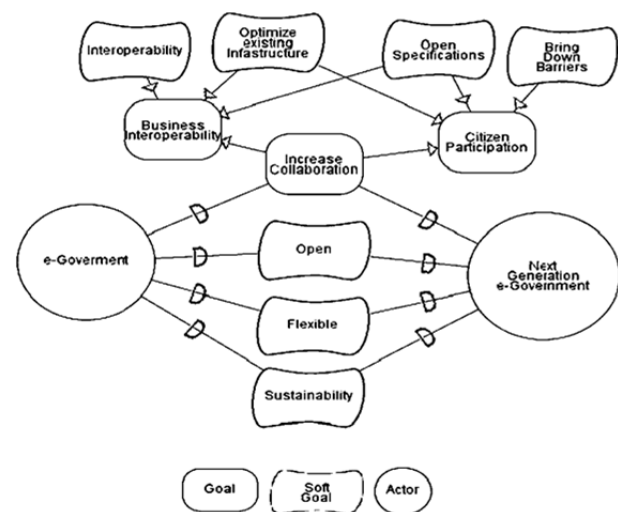 Interoperability
Optimize
existing
Infastructure
Open
Specifications
Bring
Down
Barriers
Business
Interoperability
Citizen
Participation
Increase
Collaboration
e-Goverment
Open
Next
Generation
e-Government
Flexible
Sustainability
Goal
Soft
Goal
Actor